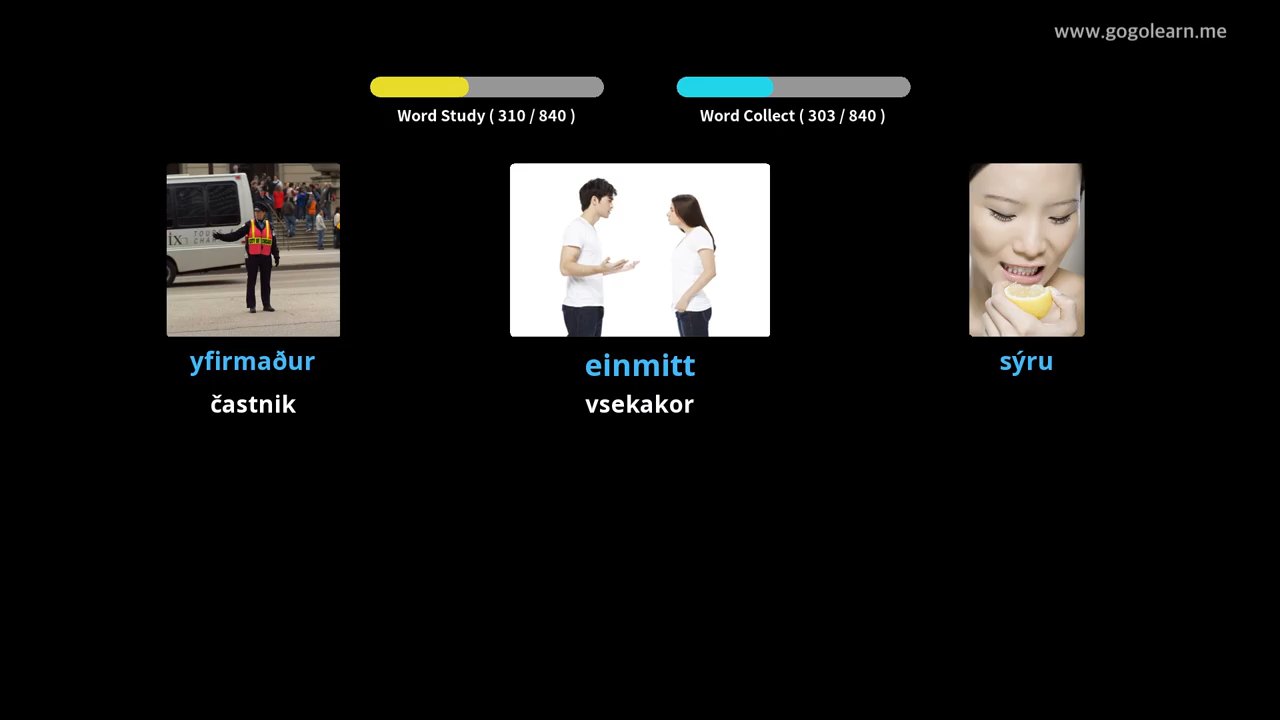 www.gogolearn.me
Word Study ( 310 / 840 )
Word Collect ( 303 / 840 )
yfirmaður
einmitt
sýru
častnik
vsekakor